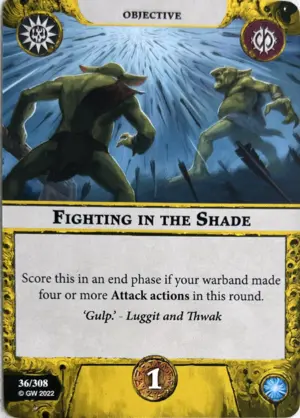 OBJECTIVE
FIGHTING IN THE SHADE
Score this in an end phase if your warband made
four or more Attack actions in this round.
‘Gulp.’ - Luggit and Thwak
36/308
© GW 2022
1